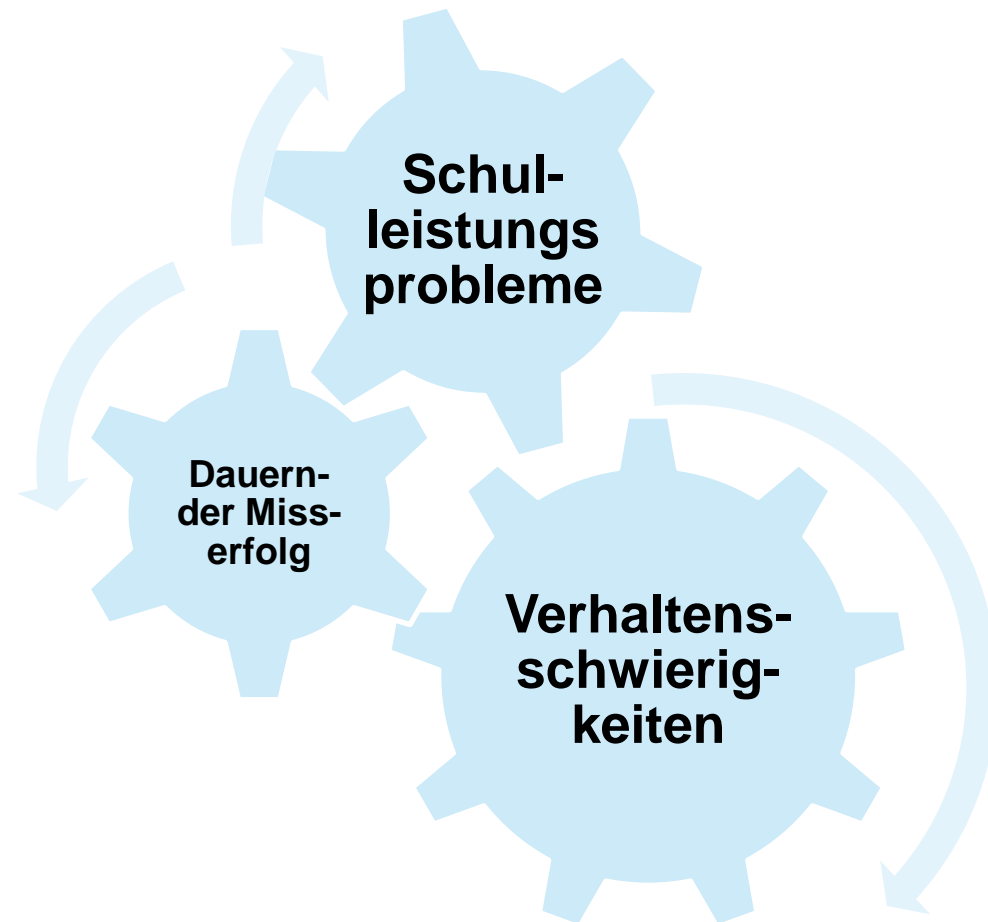 Schul-
leistungs
probleme
Dauern-
der Miss-
erfolg
Verhaltens-
schwierig-
keiten